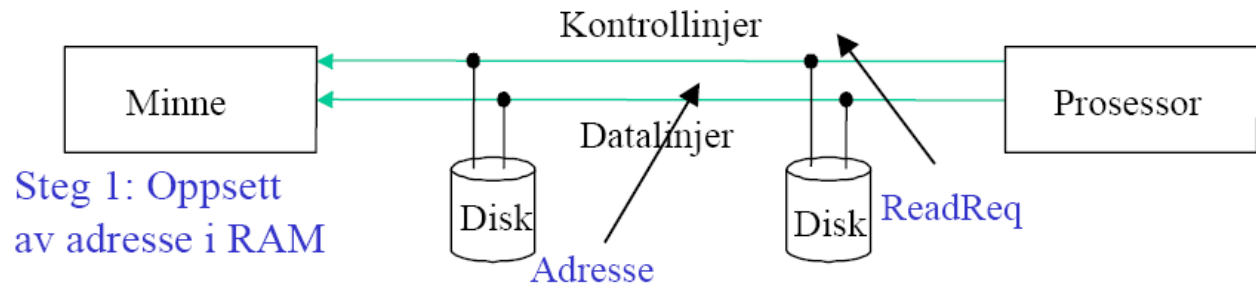 Kontrollinjer
Minne
Prosessor
Datalinjer
Steg 1: Oppsett
av adresse i RAM
Disk
Disk
ReadReq
Adresse